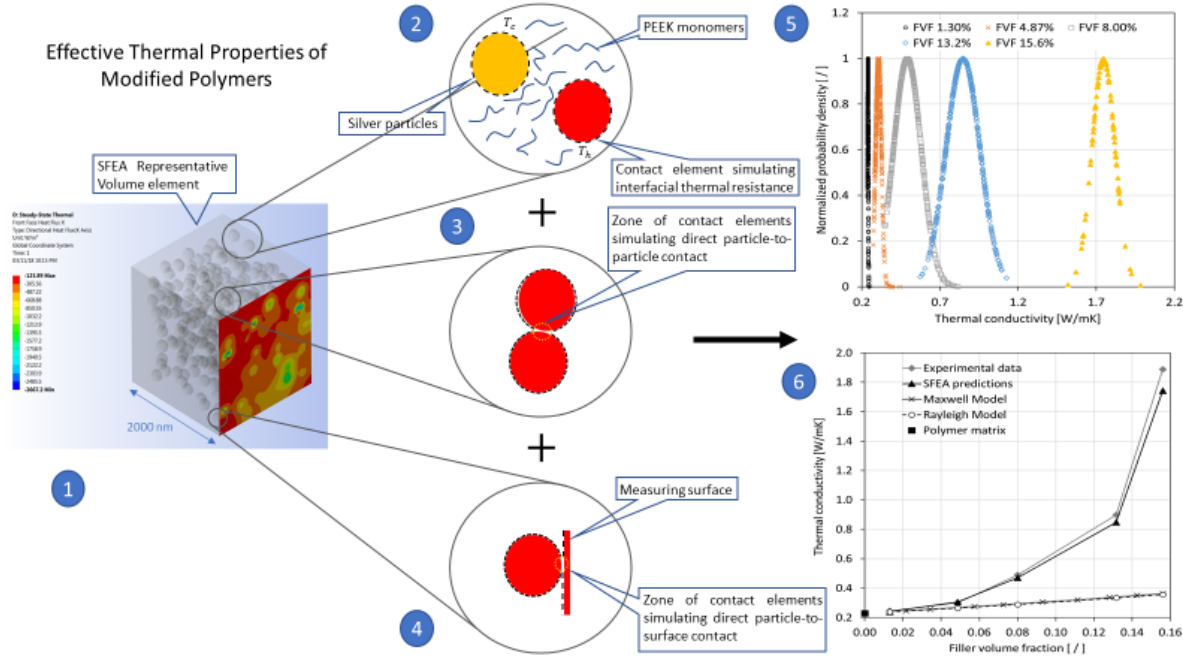 Effective Thermal Properties of
Modified Polymers
SFEA Representative
Volume element
D: Steady-State Thermal
Type: Directional Heat Flux(X Axis)
Global Coordinate System
Time: 1
2000 nm
1
2
T_c
PEEK monomers
Silver particles
T_h
Contact element simulating
interfacial thermal resistance
+
3
Zone of contact elements
simulating direct particle-to-
particle contact
+
Measuring surface
4
Zone of contact elements
simulating direct particle-to-
surface contact
5
FVF 1.30% FVF 4.87% FVF 8.00%
FVF 13.2% FVF 15.6%
Normalized probability density [ / ]
1.2
1
0.8
0.6
0.4
0.2
0
0.2 0.7 1.2 1.7 2.2
Thermal conductivity [W/mK]
6
Experimental data
SFEA predictions
Maxwell Model
Rayleigh Model
Polymer matrix
Thermal conductivity [W/mK]
2.0
1.8
1.6
1.4
1.2
1.0
0.8
0.6
0.4
0.2
0.00 0.02 0.04 0.06 0.08 0.10 0.12 0.14 0.16
Filler volume fraction [ / ]